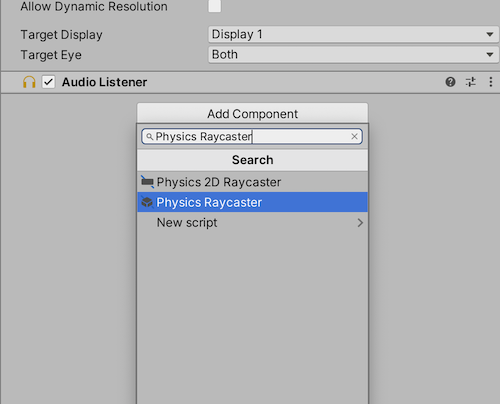 Allow Dynamic Resolution
Target Display Display 1
Target Eye Both
Audio Listener
Add Component
Physics Raycaster
Search
Physics 2D Raycaster
Physics Raycaster
New script